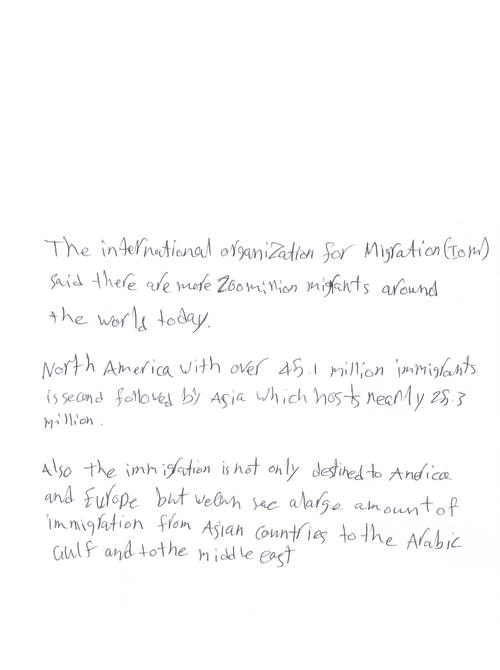 The international organization for Migration (Iom)
said there are more 200 million migrants around
the world today.
North America with over 45.1 million immigrants
is second followed by Asia which hosts nearly 25.3
million.
Also the immigration is not only destined to America
and Europe but we can see a large amount of
immigration from Asian countries to the Arabic
Gulf and to the middle east